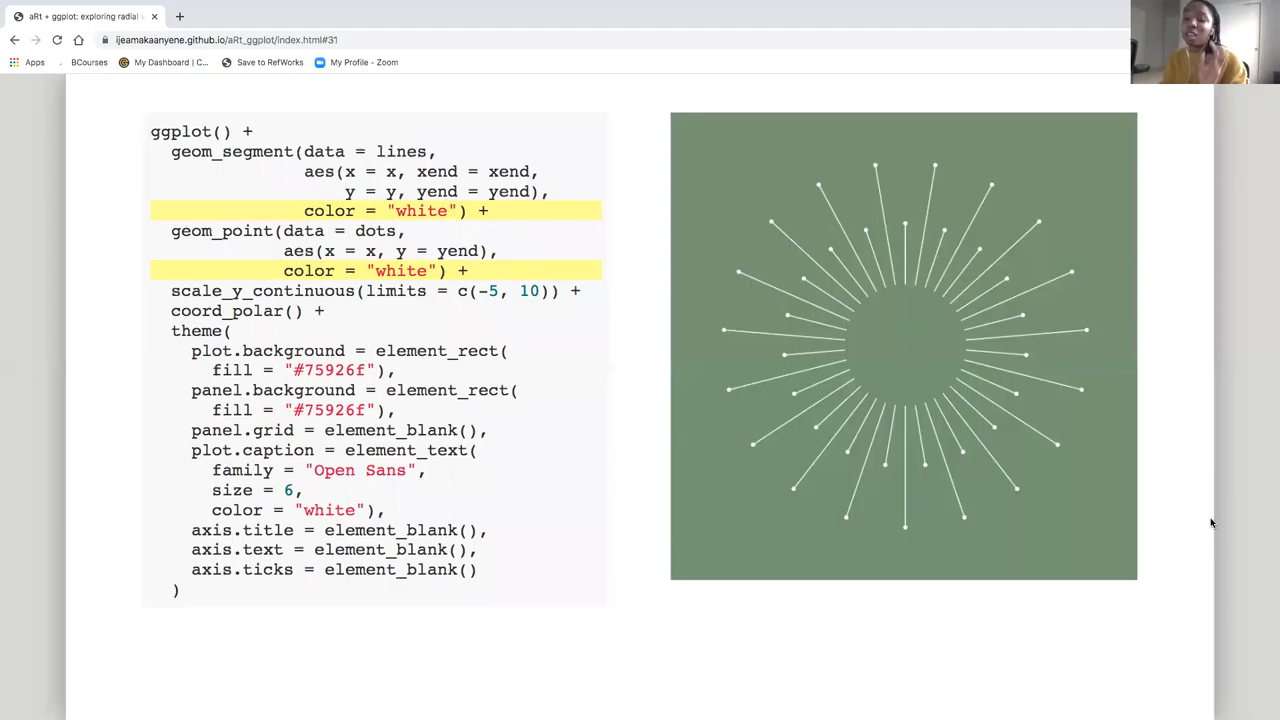 aRt + ggplot: exploring radial
ijeamakaanyene.github.io/aRt_ggplot/index.html#31
Apps BCourses My Dashboard | C... Save to RefWorks My Profile - Zoom
ggplot() +
geom_segment(data = lines,
aes(x = x, xend = xend,
y = y, yend = yend),
color = "white") +
geom_point(data = dots,
aes(x = x, y = yend),
color = "white") +
scale_y_continuous(limits = c(-5, 10)) +
coord_polar() +
theme(
plot.background = element_rect(
fill = "#75926f"),
panel.background = element_rect(
fill = "#75926f"),
panel.grid = element_blank(),
plot.caption = element_text(
family = "Open Sans",
size = 6,
color = "white"),
axis.title = element_blank(),
axis.text = element_blank(),
axis.ticks = element_blank()
)